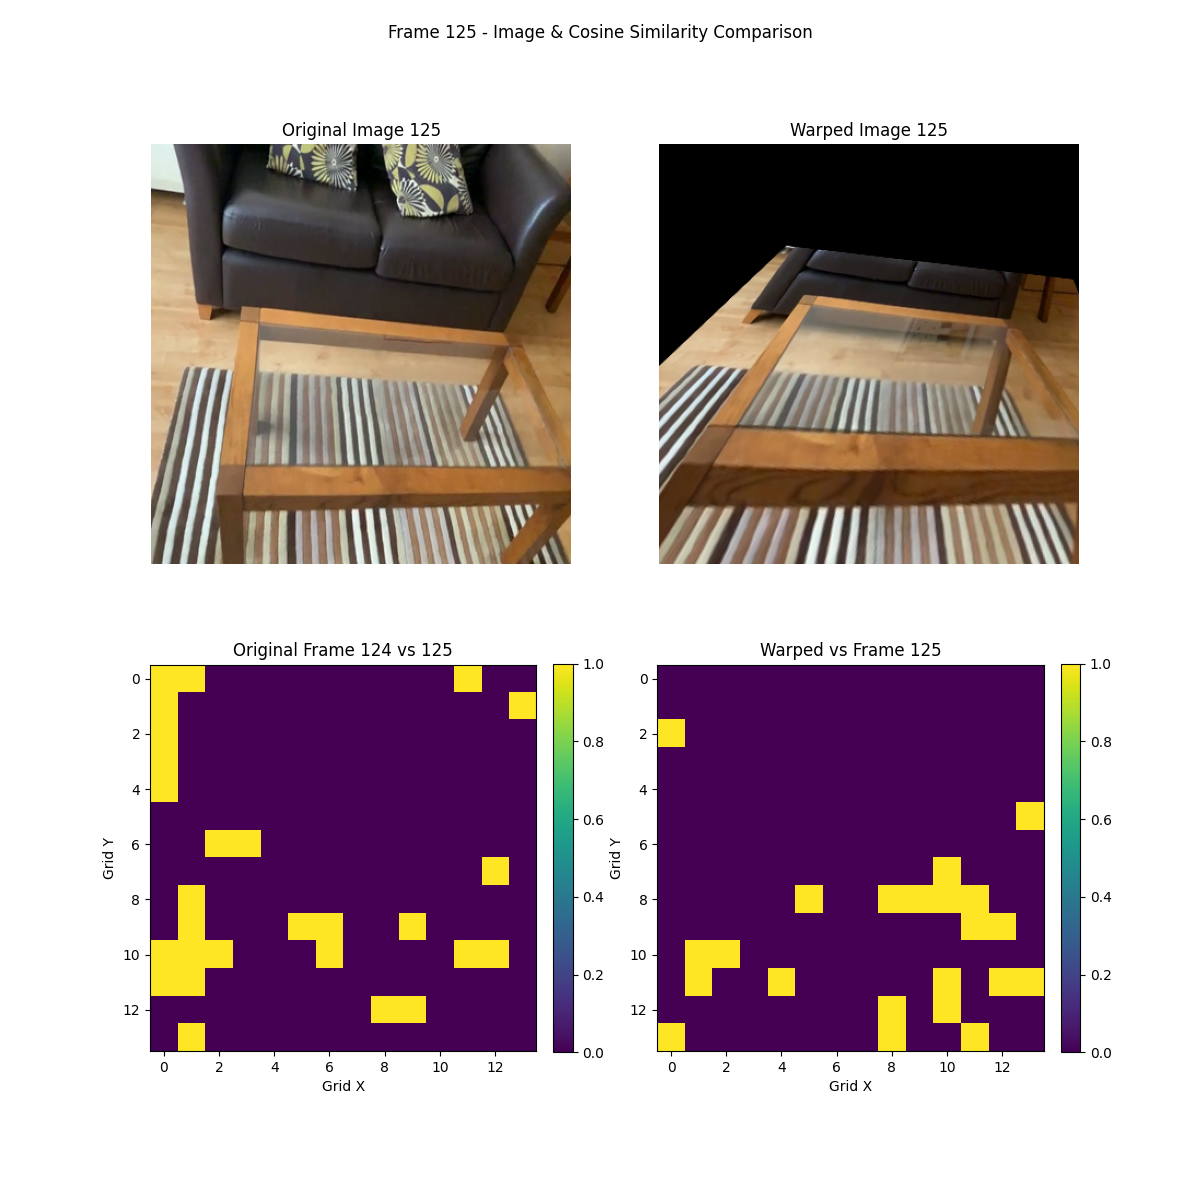 Frame 125 - Image & Cosine Similarity Comparison
Original Image 125
Warped Image 125
Original Frame 124 vs 125
Warped vs Frame 125
0
2
4
6
8
10
12
Grid Y
0 2 4 6 8 10 12
Grid X
1.0
0.8
0.6
0.4
0.2
0.0
0
2
4
6
8
10
12
Grid Y
0 2 4 6 8 10 12
Grid X
1.0
0.8
0.6
0.4
0.2
0.0